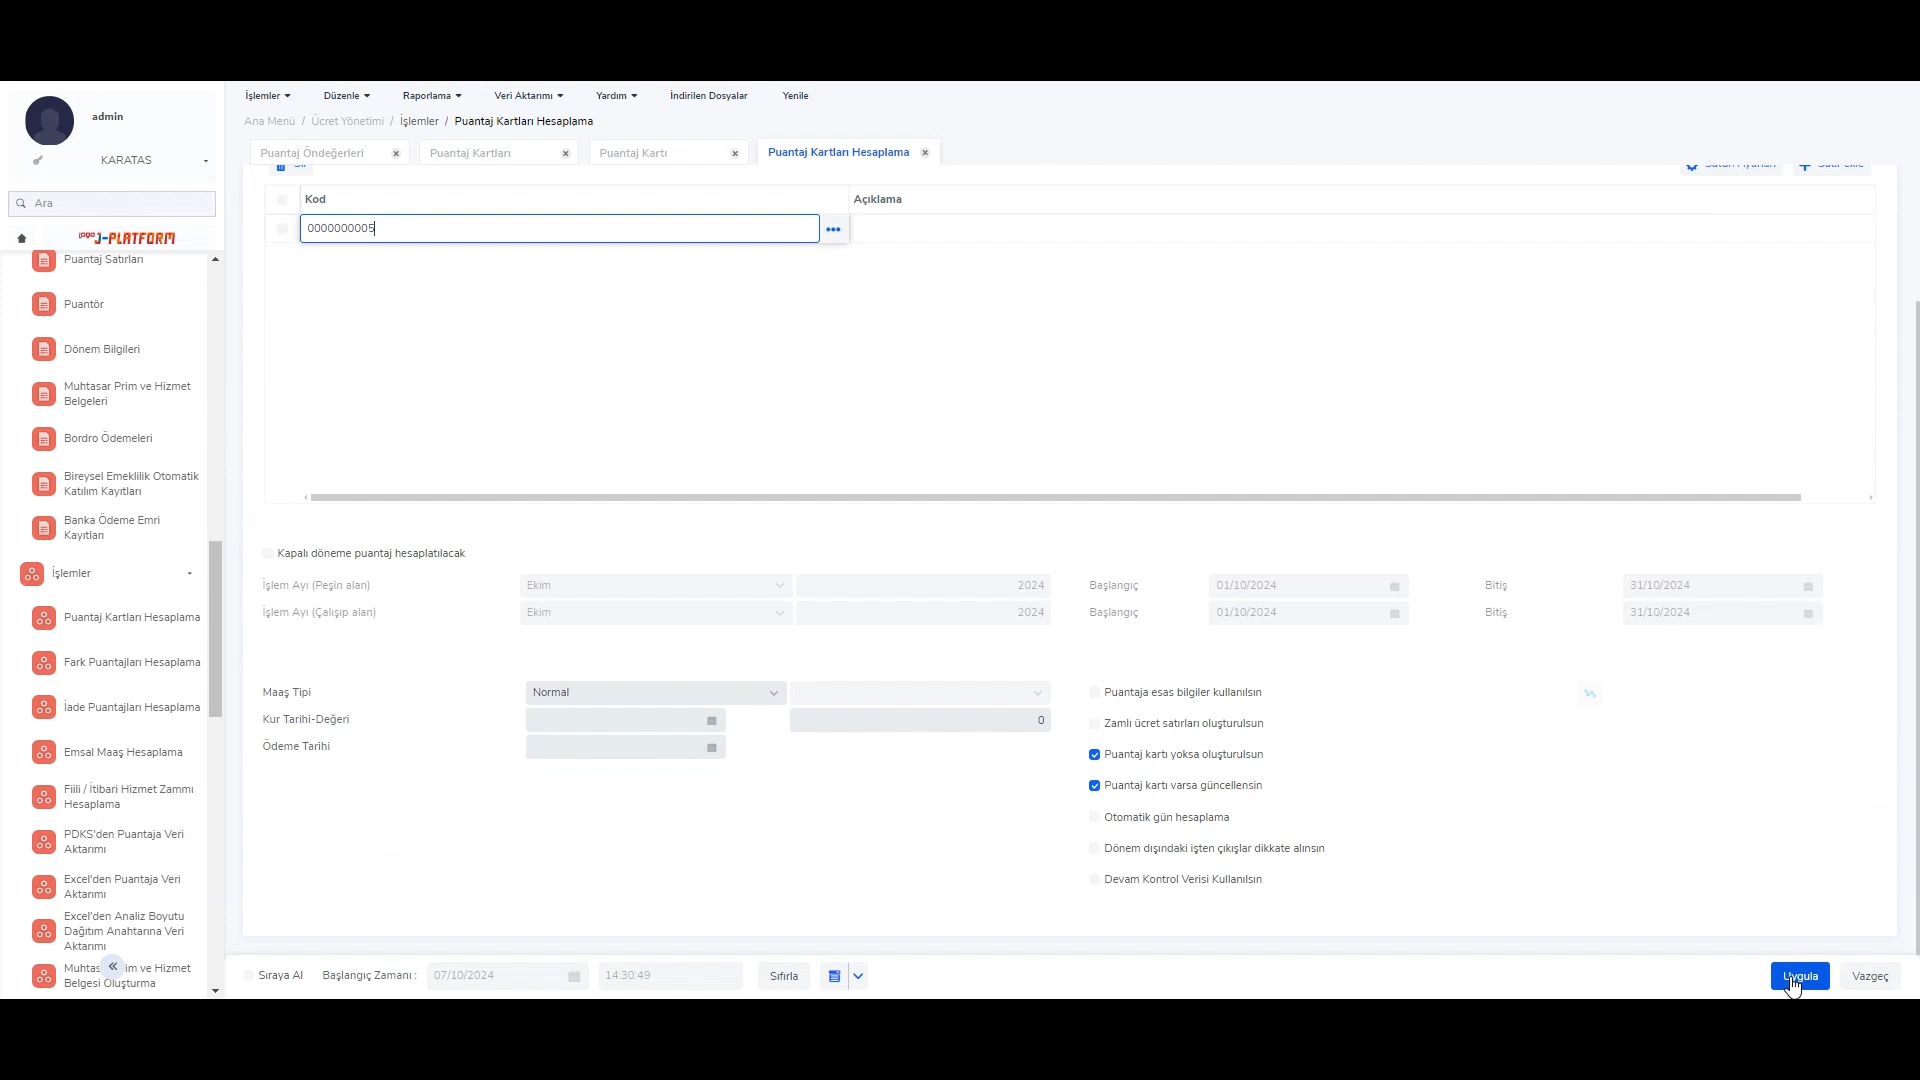 admin
KARATAS
Ara
logo J-PLATFORM
Puantaj Satırları
Puantör
Dönem Bilgileri
Muhtasar Prim ve Hizmet
Belgeleri
Bordro Ödemeleri
Bireysel Emeklilik Otomatik
Katılım Kayıtları
Banka Ödeme Emri
Kayıtları
İşlemler
Puantaj Kartları Hesaplama
Fark Puantajları Hesaplama
İade Puantajları Hesaplama
Emsal Maaş Hesaplama
Fiili / İtibari Hizmet Zammı
Hesaplama
PDKS'den Puantaja Veri
Aktarımı
Excel'den Puantaja Veri
Aktarımı
Excel'den Analiz Boyutu
Dağıtım Anahtarına Veri
Aktarımı
ve Hizmet
Belgesi Oluşturma
İşlemler Düzenle Raporlama Veri Aktarımı Yardım İndirilen Dosyalar Yenile
Ana Menü / Ücret Yönetimi / İşlemler / Puantaj Kartları Hesaplama
Puantaj Öndeğerleri Puantaj Kartları Puantaj Kartı Puantaj Kartları Hesaplama
Kod Açıklama
0000000005
Kapalı döneme puantaj hesaplatılacak
İşlem Ayı (Peşin alan) Ekim 2024 Başlangıç 01/10/2024 Bitiş 31/10/2024
İşlem Ayı (Çalışıp alan) Ekim 2024 Başlangıç 01/10/2024 Bitiş 31/10/2024
Maaş Tipi Normal
Kur Tarihi-Değeri 0
Ödeme Tarihi
Puantaja esas bilgiler kullanılsın
Zamlı ücret satırları oluşturulsun
Puantaj kartı yoksa oluşturulsun
Puantaj kartı varsa güncellensin
Otomatik gün hesaplama
Dönem dışındaki işten çıkışlar dikkate alınsın
Devam Kontrol Verisi Kullanılsın
Sıraya Al Başlangıç Zamanı : 07/10/2024 14:30:49 Sıfırla Uygula Vazgeç